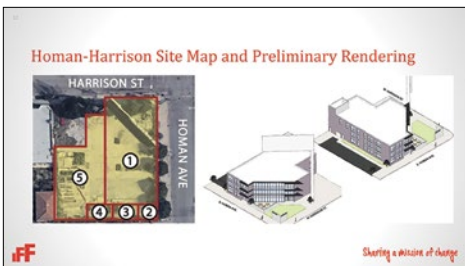 Homan-Harrison Site Map and Preliminary Rendering
HARRISON ST
HOMAN AVE
1
5
4
3
2
IFF
Sharing a mission of change